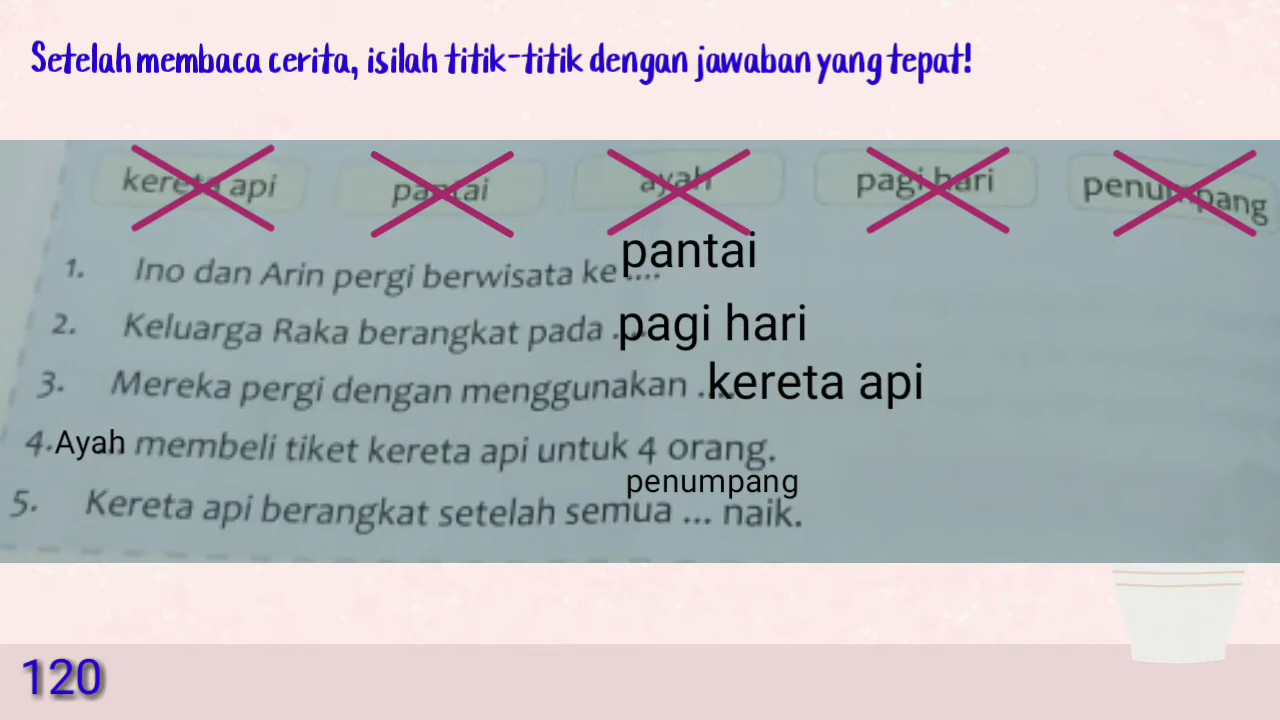 Setelah membaca cerita, isilah titik-titik dengan jawaban yang tepat!
kereta api pantai ayah pagi hari penumpang
1. Ino dan Arin pergi berwisata ke .... pantai
2. Keluarga Raka berangkat pada .... pagi hari
3. Mereka pergi dengan menggunakan .... kereta api
4. Ayah ... membeli tiket kereta api untuk 4 orang.
penumpang
5. Kereta api berangkat setelah semua ... naik.
120